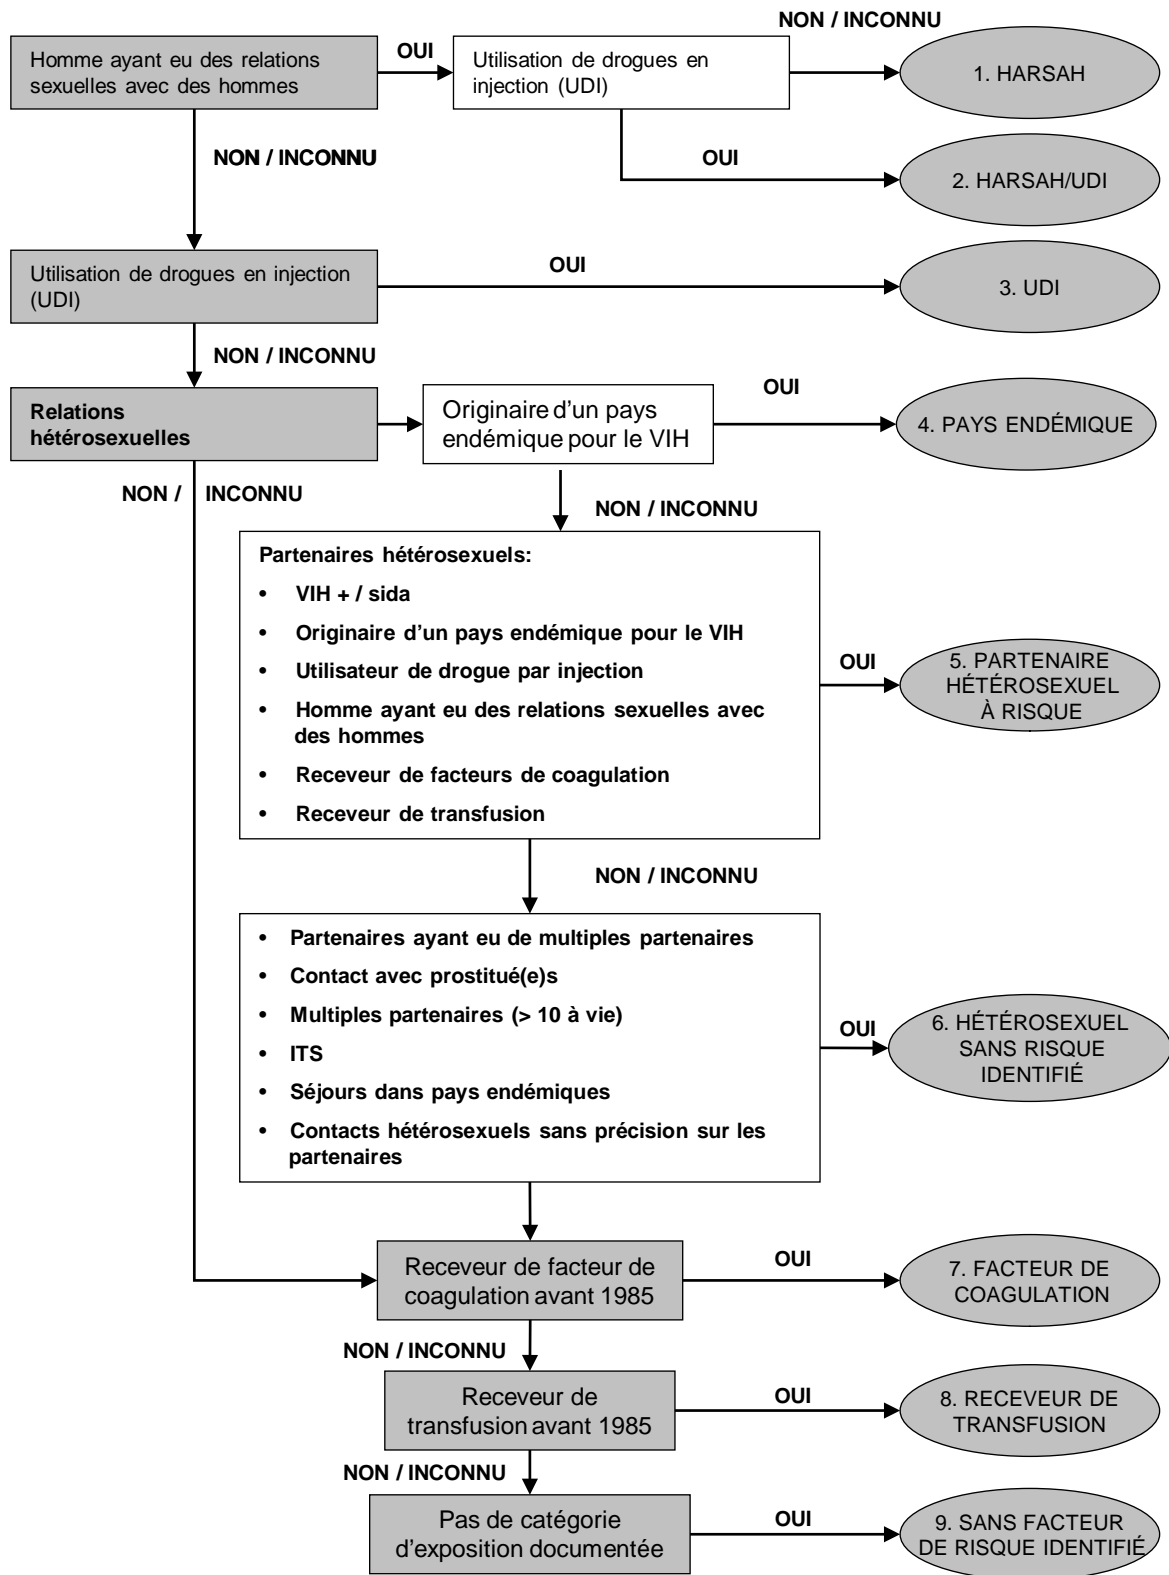 NON / INCONNU
Homme ayant eu des relations
sexuelles avec des hommes
OUI
Utilisation de drogues en
injection (UDI)
1. HARSAH
NON / INCONNU
OUI
2. HARSAH/UDI
Utilisation de drogues en injection
(UDI)
OUI
3. UDI
NON / INCONNU
Relations
hétérosexuelles
Originaire d'un pays
endémique pour le VIH
OUI
4. PAYS ENDÉMIQUE
NON / INCONNU
NON / INCONNU
Partenaires hétérosexuels:
• VIH + / sida
• Originaire d'un pays endémique pour le VIH
• Utilisateur de drogue par injection
• Homme ayant eu des relations sexuelles avec
des hommes
• Receveur de facteurs de coagulation
• Receveur de transfusion
OUI
5. PARTENAIRE
HÉTÉROSEXUEL
À RISQUE
NON / INCONNU
• Partenaires ayant eu de multiples partenaires
• Contact avec prostitué(e)s
• Multiples partenaires (> 10 à vie)
• ITS
• Séjours dans pays endémiques
• Contacts hétérosexuels sans précision sur les
partenaires
OUI
6. HÉTÉROSEXUEL
SANS RISQUE
IDENTIFIÉ
Receveur de facteur de
coagulation avant 1985
OUI
7. FACTEUR DE
COAGULATION
NON / INCONNU
Receveur de
transfusion avant 1985
OUI
8. RECEVEUR DE
TRANSFUSION
NON / INCONNU
Pas de catégorie
d'exposition documentée
OUI
9. SANS FACTEUR
DE RISQUE IDENTIFIÉ